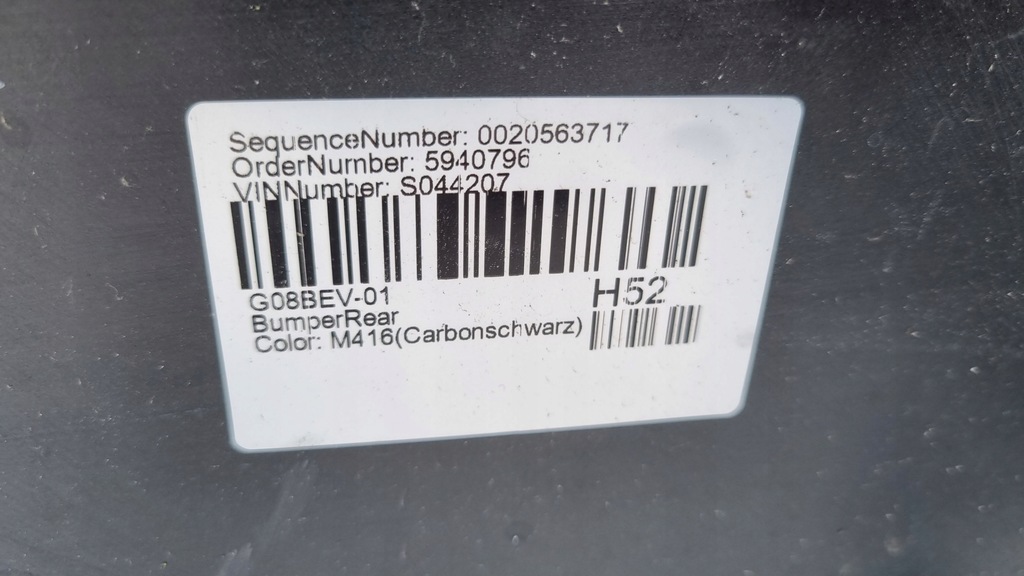 SequenceNumber: 0020563717
OrderNumber: 5940796
VINNumber: S044207
G08BEV-01
H52
BumperRear
Color: M416(Carbonschwarz)